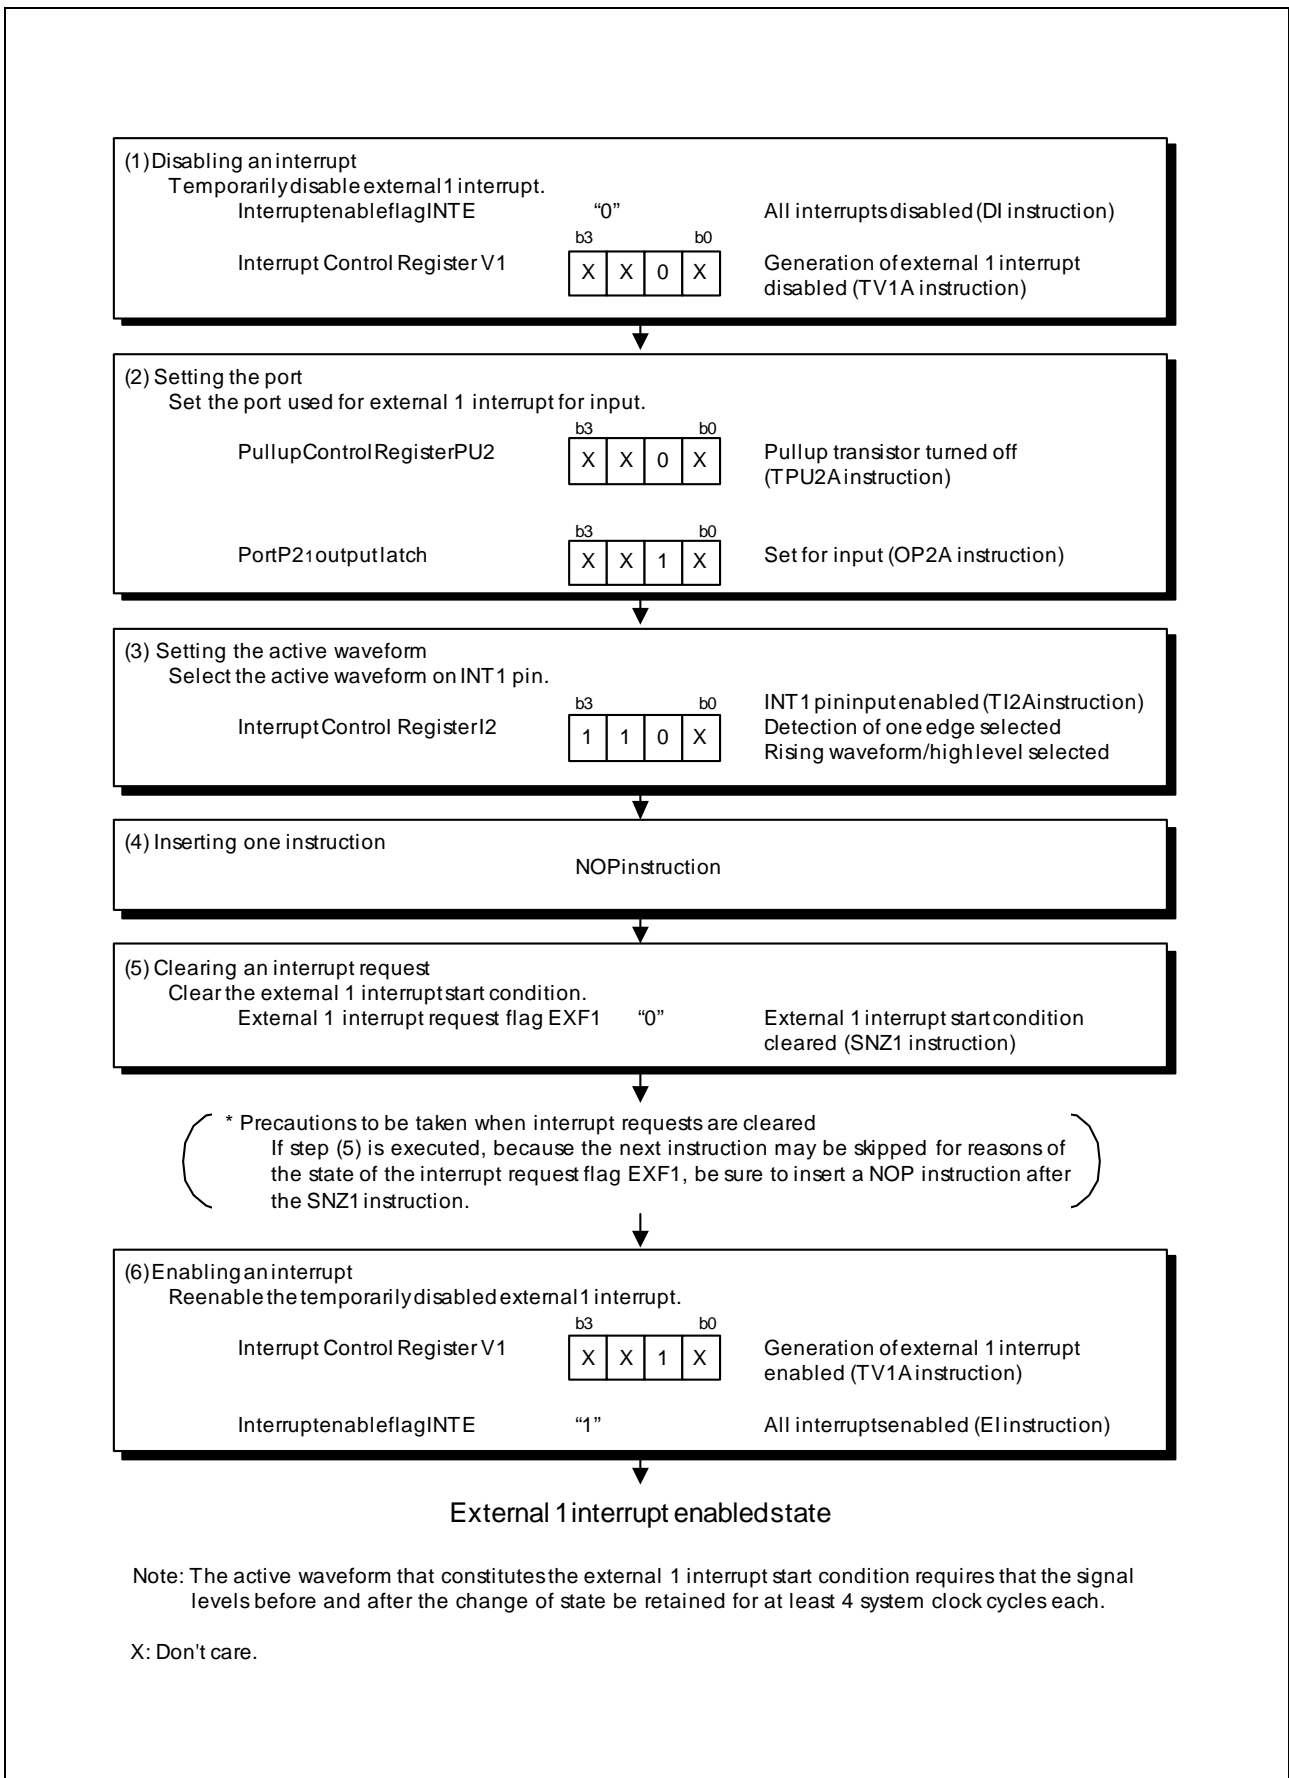 (1) Disabling an interrupt
Temporarily disable external 1 interrupt.
Interrupt enable flag INTE “0” All interrupts disabled (DI instruction)
b3 b0
Interrupt Control Register V1 X X 0 X Generation of external 1 interrupt
disabled (TV1A instruction)
(2) Setting the port
Set the port used for external 1 interrupt for input.
b3 b0
Pullup Control Register PU2 X X 0 X Pullup transistor turned off
(TPU2A instruction)
b3 b0
Port P21 output latch X X 1 X Set for input (OP2A instruction)
(3) Setting the active waveform
Select the active waveform on INT1 pin.
INT1 pin input enabled (TI2A instruction)
b3 b0
Interrupt Control Register I2 1 1 0 X Detection of one edge selected
Rising waveform/high level selected
(4) Inserting one instruction
NOP instruction
(5) Clearing an interrupt request
Clear the external 1 interrupt start condition.
External 1 interrupt request flag EXF1 “0” External 1 interrupt start condition
cleared (SNZ1 instruction)
* Precautions to be taken when interrupt requests are cleared
If step (5) is executed, because the next instruction may be skipped for reasons of
the state of the interrupt request flag EXF1, be sure to insert a NOP instruction after
the SNZ1 instruction.
(6) Enabling an interrupt
Reenable the temporarily disabled external 1 interrupt.
b3 b0
Interrupt Control Register V1 X X 1 X Generation of external 1 interrupt
enabled (TV1A instruction)
Interrupt enable flag INTE “1” All interrupts enabled (EI instruction)
External 1 interrupt enabled state
Note: The active waveform that constitutes the external 1 interrupt start condition requires that the signal
levels before and after the change of state be retained for at least 4 system clock cycles each.
X: Don't care.